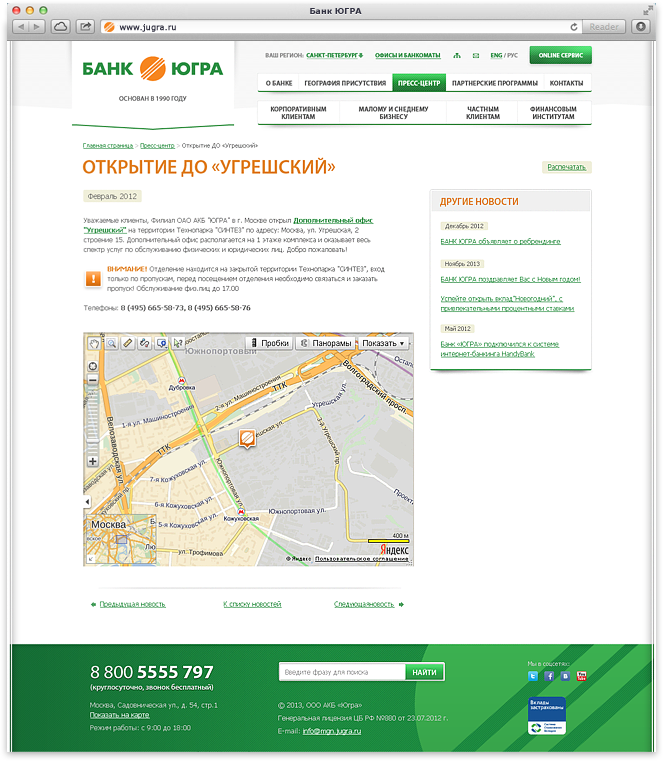 Банк ЮГРА
www.jugra.ru
Reader
БАНК ЮГРА
ОСНОВАН В 1990 ГОДУ
ВАШ РЕГИОН: САНКТ-ПЕТЕРБУРГ
ОФИСЫ И БАНКОМАТЫ
ENG / РУС
ONLINE СЕРВИС
О БАНКЕ
ГЕОГРАФИЯ ПРИСУТСТВИЯ
ПРЕСС-ЦЕНТР
ПАРТНЕРСКИЕ ПРОГРАММЫ
КОНТАКТЫ
КОРПОРАТИВНЫМ
КЛИЕНТАМ
МАЛОМУ И СНЕДНЕМУ
БИЗНЕСУ
ЧАСТНЫМ
КЛИЕНТАМ
ФИНАНСОВЫМ
ИНСТИТУТАМ
Главная страница > Пресс-центр > Открытие ДО «Угрешский»
ОТКРЫТИЕ ДО «УГРЕШСКИЙ»
Распечатать
Февраль 2012
Уважаемые клиенты, Филиал ОАО АКБ "ЮГРА" в г. Москве открыл Дополнительный офис
"Угрешский" на территории Технопарка "СИНТЕЗ" по адресу: Москва, ул. Угрешская, 2
строение 15. Дополнительный офис располагается на 1 этаже комплекса и оказывает весь
спектр услуг по обслуживанию физических и юридических лиц. Добро пожаловать!
ВНИМАНИЕ! Отделение находится на закрытой территории Технопарка "СИНТЕЗ", вход
только по пропускам, перед посещением отделения необходимо связаться и заказать
пропуск! Обслуживание физ.лиц до 17.00
Телефоны: 8 (495) 665-58-73, 8 (495) 665-58-76
ДРУГИЕ НОВОСТИ
Декабрь 2012
БАНК ЮГРА объявляет о ребрендинге.
Ноябрь 2013
БАНК ЮГРА поздравляет Вас с Новым годом!
Успейте открыть вклад"Новогодний", с
привлекательными процентными ставками
Май 2012
Банк «ЮГРА» подключился к системе
интернет-банкинга HandyBank
Пробки
Панорамы
Показать
Южнопортовый
Дубровка
2-я ул. Машиностроения
1-я ул. Машиностроения
ТТК
Волгоградский просп.
Угрешская ул.
Велозаводская ул.
ТТК
3-й Угрешский пр.
7-я Кожуховская ул.
6-я Кожуховская ул.
5-я Кожуховская ул.
Южнопортовая ул.
Южнопортовая ул.
Кожуховская
ул. Трофимова
Москва
Лю
400 м
Яндекс
© Яндекс Пользовательское соглашение
Предыдущая новость
К списку новостей
Следующаяновость
8 800 5555 797
(круглосуточно, звонок бесплатный)
Москва, Садовническая ул., д. 54, стр.1
Показать на карте
Режим работы: с 9:00 до 18:00
Введите фразу для поиска
НАЙТИ
© 2013, ООО АКБ «Югра»
Генеральная лицензия ЦБ РФ №880 от 23.07.2012 г.
E-mail: info@mgn.jugra.ru
Мы в соцсетях:
You
Tube
Вклады
застрахованы